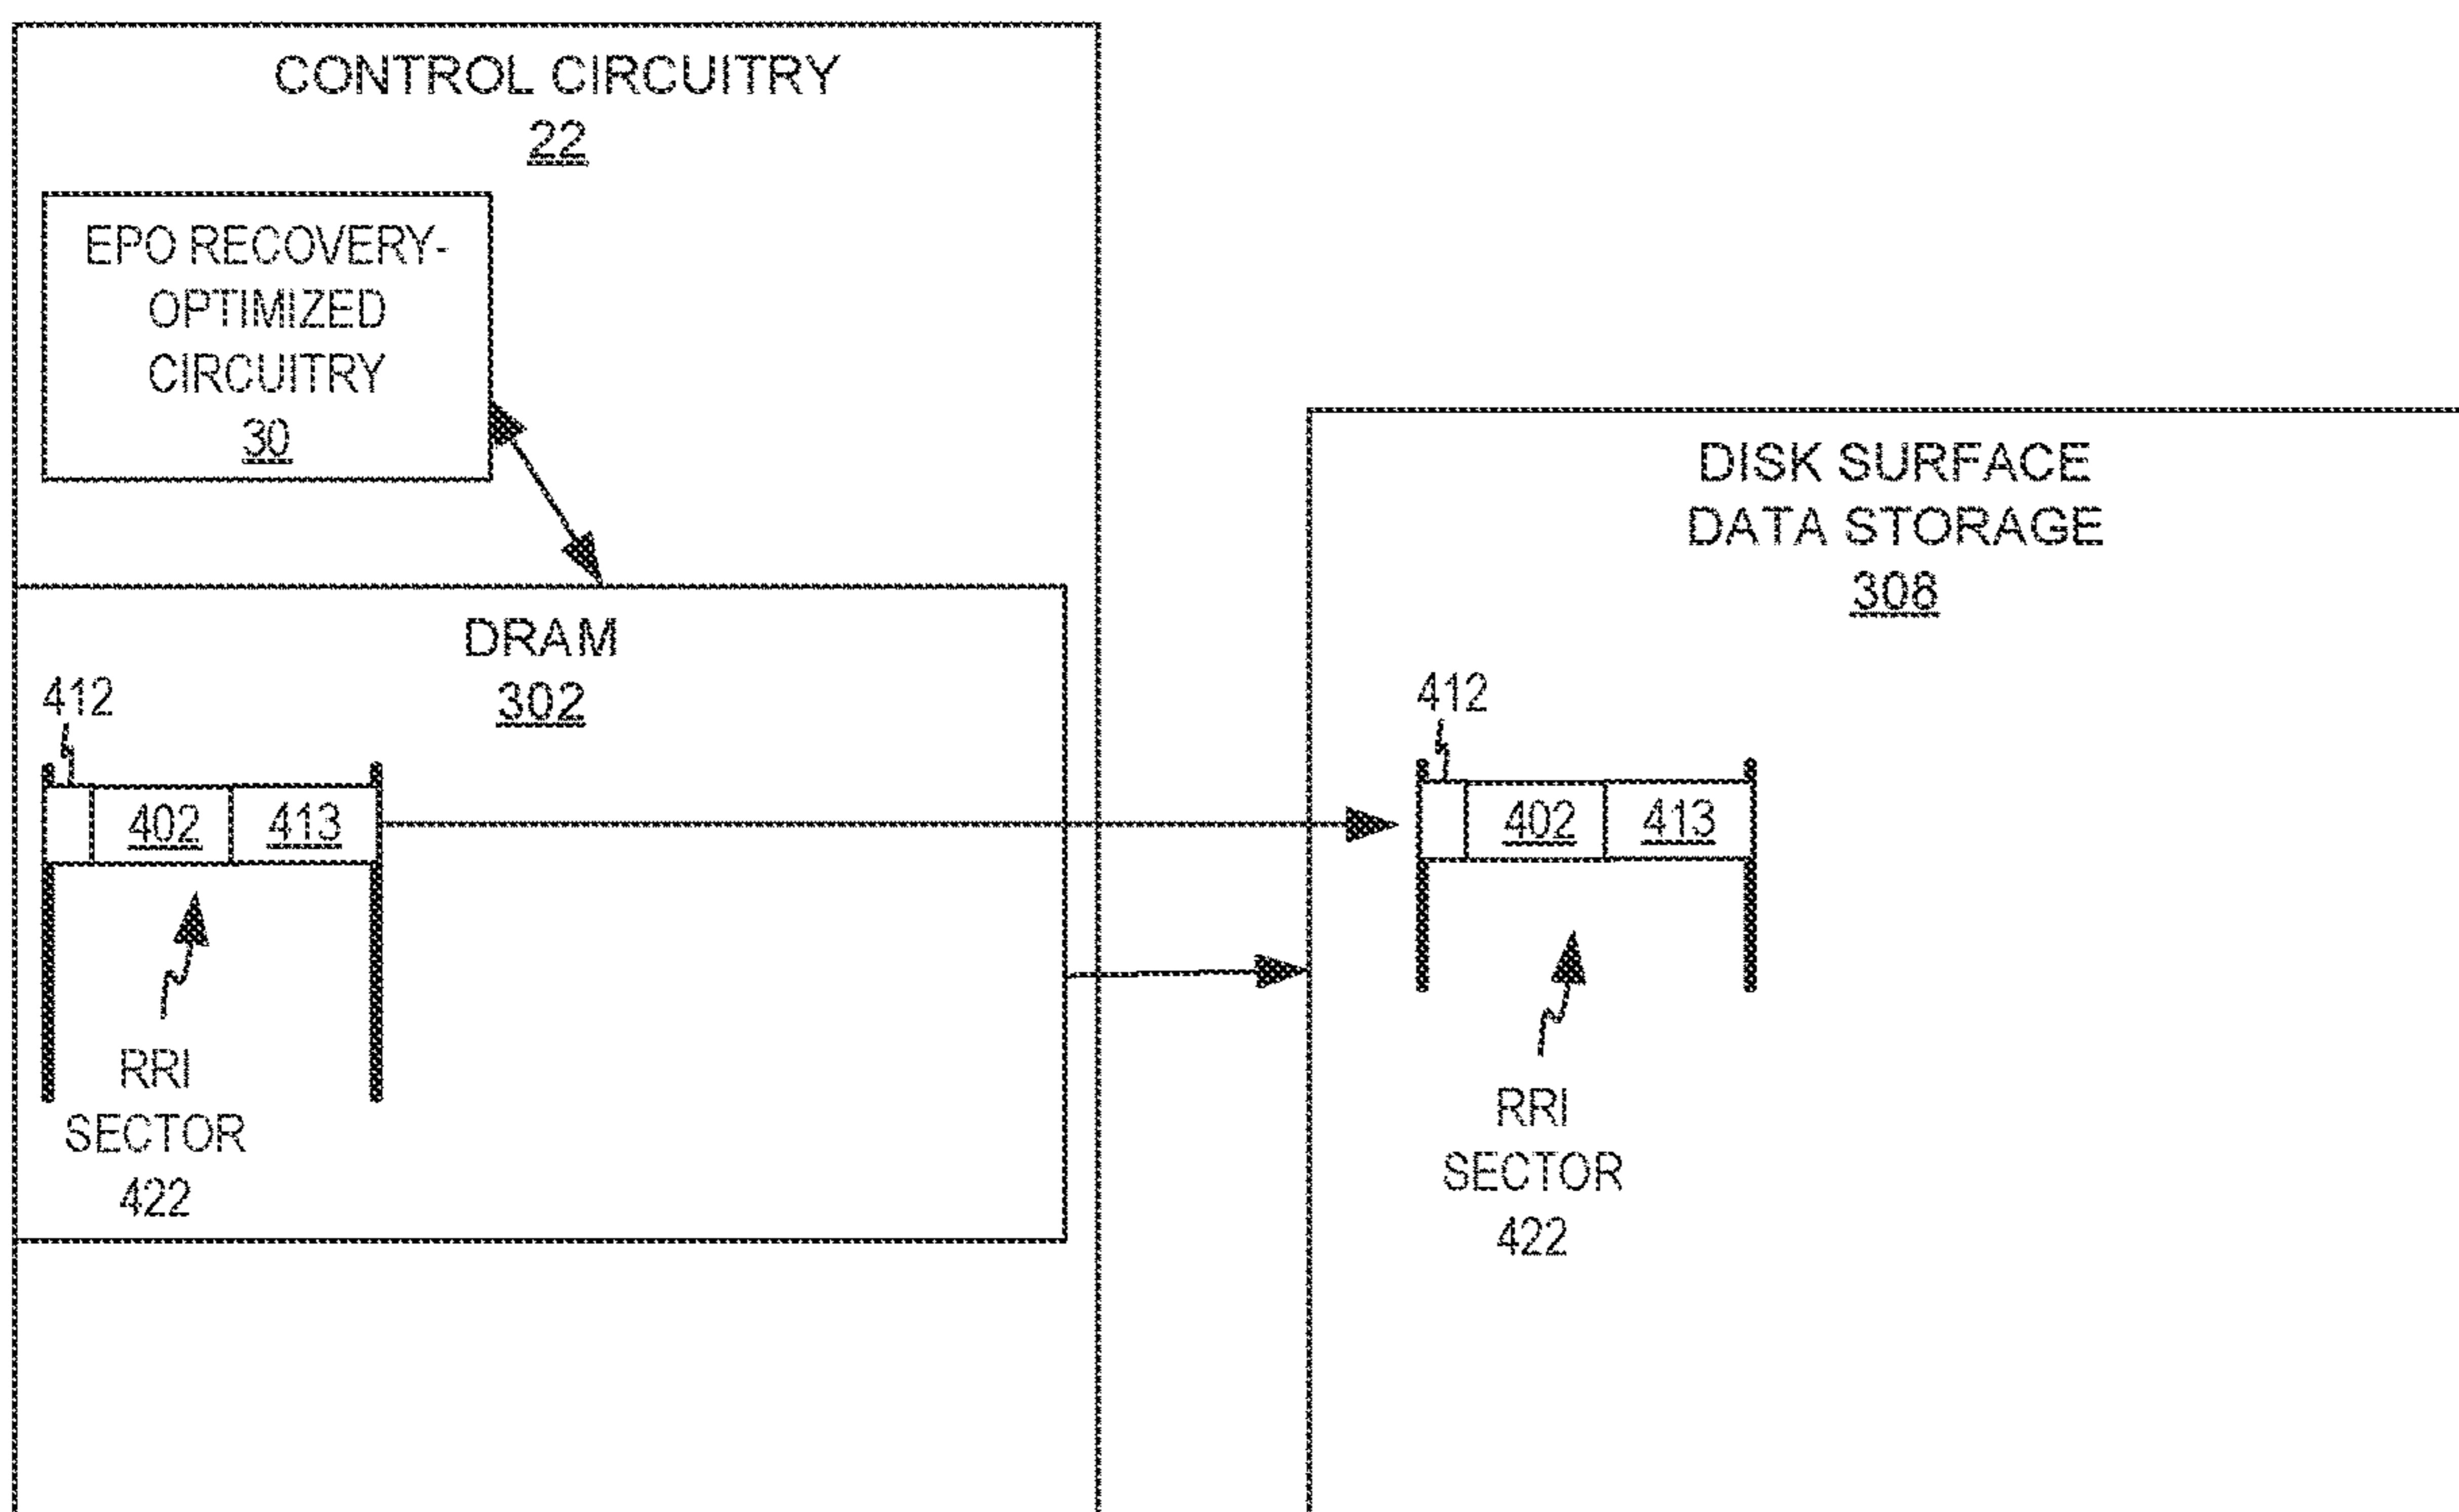 CONTROL CIRCUITRY
22
EPO RECOVERY-
OPTIMIZED
CIRCUITRY
30
DRAM
302
412
402 413
RRI
SECTOR
422
DISK SURFACE
DATA STORAGE
308
412
402 413
RRI
SECTOR
422